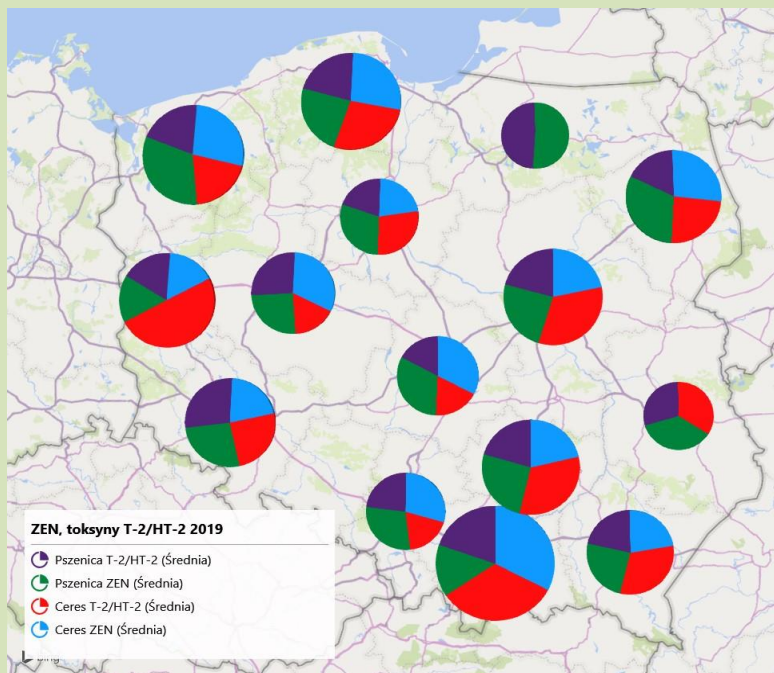 ZEN, toksyny T-2/HT-2 2019
Pszenica T-2/HT-2 (Średnia)
Pszenica ZEN (Średnia)
Ceres T-2/HT-2 (Średnia)
Ceres ZEN (Średnia)